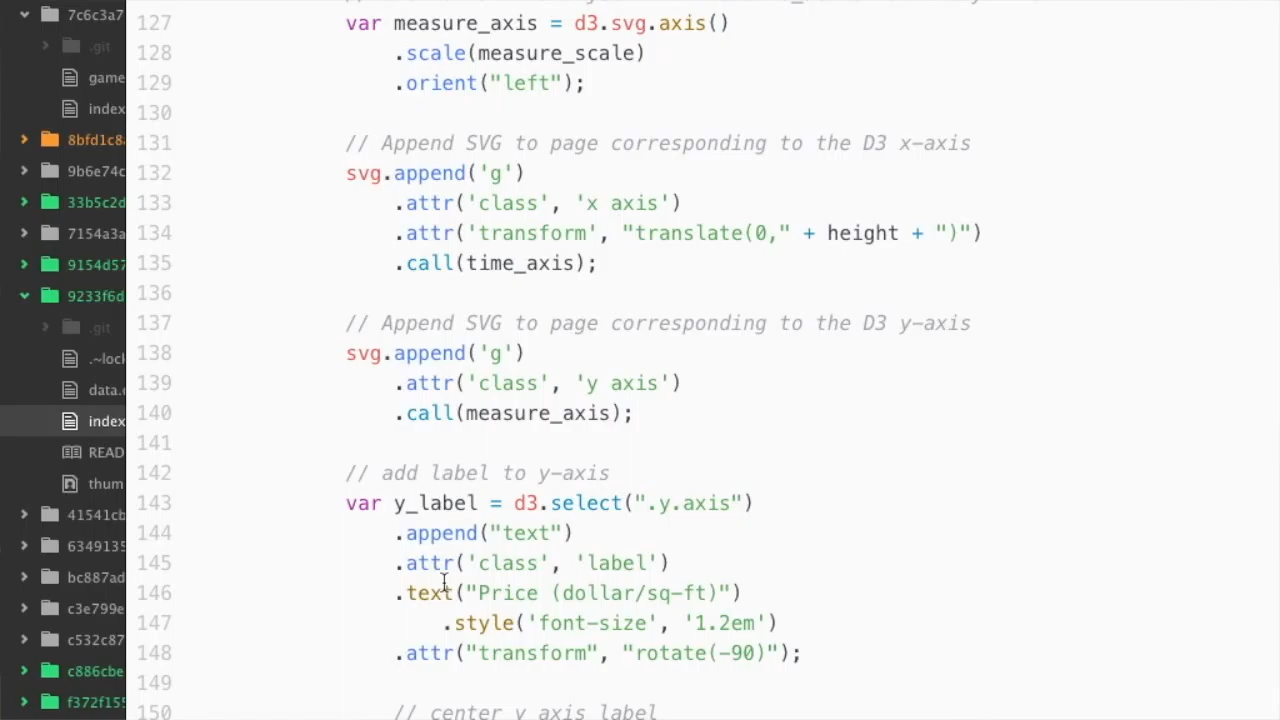 7c6c3a7
.git
game
index
8bfd1c8
9b6e74c
33b5c2d
7154a3a
9154d57
9233f6d
.git
.~lock
data.
index
READ
thum
41541cb
6349135
bc887ad
c3e799e
c532c87
c886cbe
f372f155
127 var measure_axis = d3.svg.axis()
128 .scale(measure_scale)
129 .orient("left");
130
131 // Append SVG to page corresponding to the D3 x-axis
132 svg.append('g')
133 .attr('class', 'x axis')
134 .attr('transform', "translate(0," + height + ")")
135 .call(time_axis);
136
137 // Append SVG to page corresponding to the D3 y-axis
138 svg.append('g')
139 .attr('class', 'y axis')
140 .call(measure_axis);
141
142 // add label to y-axis
143 var y_label = d3.select(".y.axis")
144 .append("text")
145 .attr('class', 'label')
146 .text("Price (dollar/sq-ft)")
147 .style('font-size', '1.2em')
148 .attr("transform", "rotate(-90)");
149
150 // center y axis label